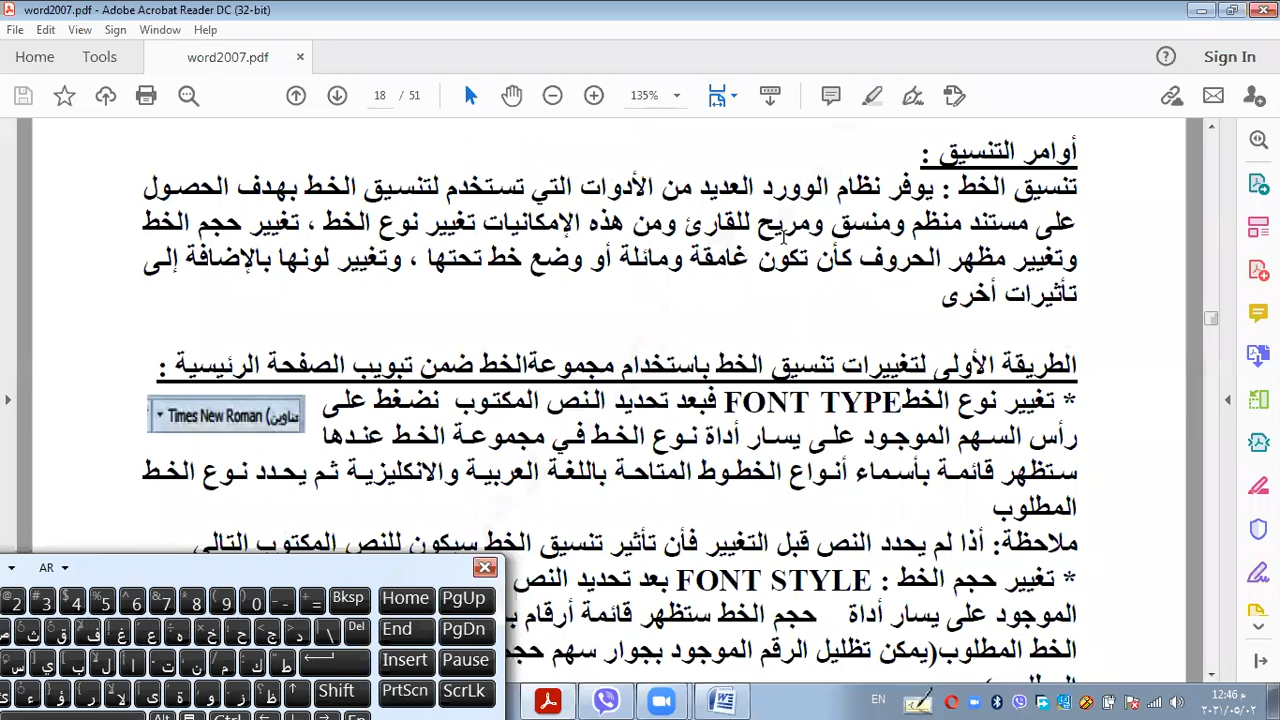 word2007.pdf - Adobe Acrobat Reader DC (32-bit)
File Edit View Sign Window Help
Home Tools word2007.pdf × Sign In
18 / 51 135%
أوامر التنسيق :
تنسيق الخط : يوفر نظام الوورد العديد من الأدوات التي تستخدم لتنسيق الخط بهدف الحصول
على مستند منظم ومنسق ومريح للقارئ ومن هذه الإمكانيات تغيير نوع الخط ، تغيير حجم الخط
وتغيير مظهر الحروف كأن تكون غامقة ومائلة أو وضع خط تحتها ، وتغيير لونها بالإضافة إلى
تأثيرات أخرى
الطريقة الأولى لتغييرات تنسيق الخط باستخدام مجموعةالخط ضمن تبويب الصفحة الرئيسية :
* تغيير نوع الخطFONT TYPE فبعد تحديد النص المكتوب نضغط على
Times New Roman (عناوين
رأس السهم الموجود على يسار أداة نوع الخط في مجموعة الخط عندها
ستظهر قائمة بأسماء أنواع الخطوط المتاحة باللغة العربية والانكليزية ثم يحدد نوع الخط
المطلوب
ملاحظة: أذا لم يحدد النص قبل التغيير فأن تأثير تنسيق الخط سيكون للنص المكتوب التالي
* تغيير حجم الخط : FONT STYLE بعد تحديد النص
الموجود على يسار أداة حجم الخط ستظهر قائمة أرقام
الخط المطلوب(يمكن تظليل الرقم الموجود بجوار سهم
AR
Bksp Home PgUp
Del End PgDn
Insert Pause
Shift PrtScn ScrLk
EN
12:46 م
٢٠٢١/٠٥/٠٢